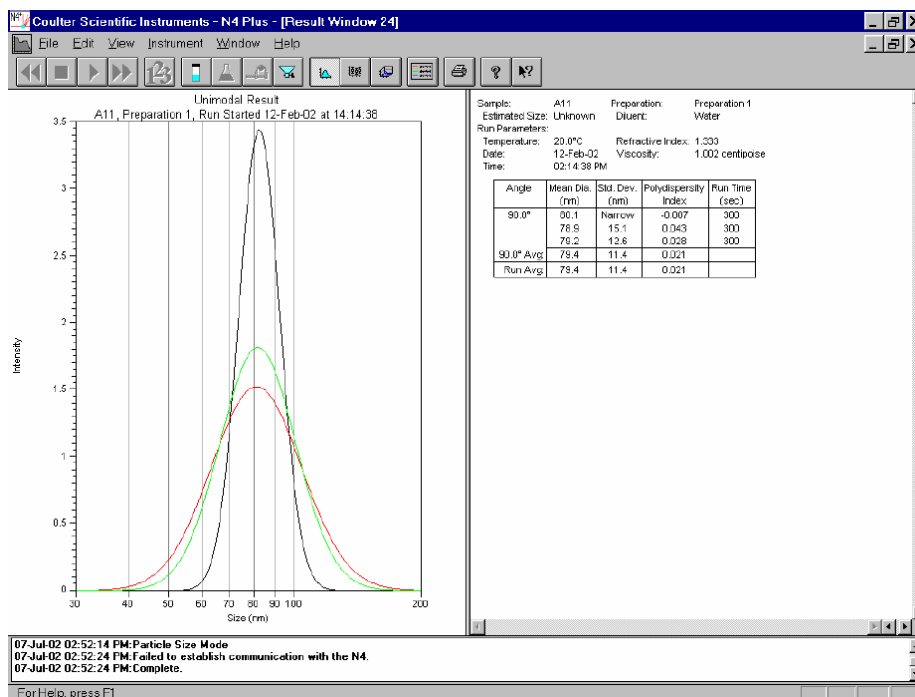 Coulter Scientific Instruments - N4 Plus - [Result Window 24]
File Edit View Instrument Window Help
Unimodal Result
A11, Preparation 1, Run Started 12-Feb-02 at 14:14:38
3.5
3
2.5
2
1.5
1
0.5
0
Intensity
30 40 50 60 70 80 90 100 200
Size (nm)
Sample: A11 Preparation: Preparation 1
Estimated Size: Unknown Diluent: Water
Run Parameters:
Temperature: 20.0°C Refractive Index: 1.333
Date: 12-Feb-02 Viscosity: 1.002 centipoise
Time: 02:14:38 PM
Angle Mean Dia. (nm) Std. Dev. (nm) Polydispersity Index Run Time (sec)
90.0° 80.1 Narrow -0.007 300
78.9 15.1 0.043 300
79.2 12.6 0.028 300
90.0° Avg: 79.4 11.4 0.021
Run Avg: 79.4 11.4 0.021
07-Jul-02 02:52:14 PM:Particle Size Mode
07-Jul-02 02:52:24 PM:Failed to establish communication with the N4.
07-Jul-02 02:52:24 PM:Complete.
For Help, press F1